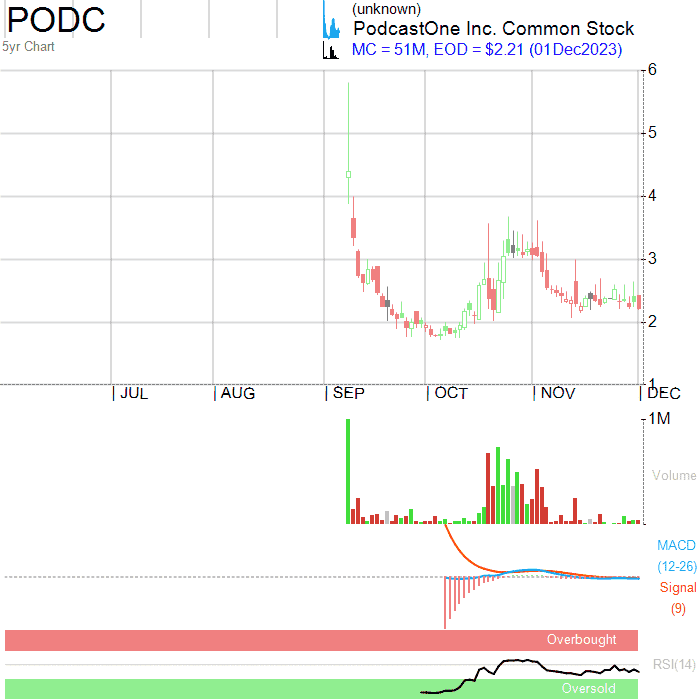 PODC
(unknown)
PodcastOne Inc. Common Stock
5yr Chart
MC = 51M, EOD = $2.21 (01Dec2023)
6
5
4
3
2
1
JUL
AUG
SEP
OCT
NOV
DEC
1M
Volume
MACD
(12-26)
Signal
(9)
Overbought
RSI(14)
Oversold